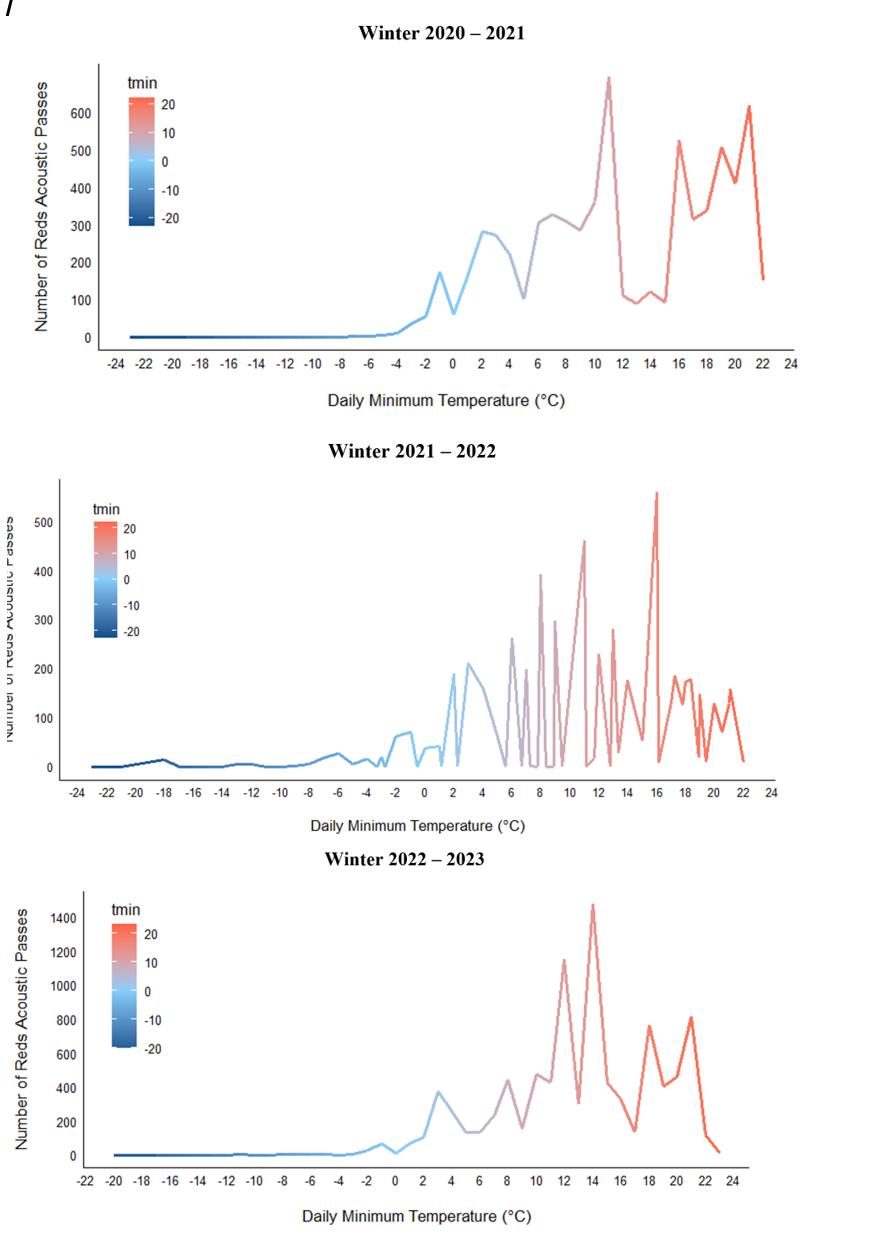 Winter 2020 – 2021
Number of Reds Acoustic Passes
tmin
20
10
0
-10
-20
600
500
400
300
200
100
0
-24 -22 -20 -18 -16 -14 -12 -10 -8 -6 -4 -2 0 2 4 6 8 10 12 14 16 18 20 22 24
Daily Minimum Temperature (°C)
Winter 2021 – 2022
Number of Reds Acoustic Passes
tmin
20
10
0
-10
-20
500
400
300
200
100
0
-24 -22 -20 -18 -16 -14 -12 -10 -8 -6 -4 -2 0 2 4 6 8 10 12 14 16 18 20 22 24
Daily Minimum Temperature (°C)
Winter 2022 – 2023
Number of Reds Acoustic Passes
tmin
20
10
0
-10
-20
1400
1200
1000
800
600
400
200
0
-22 -20 -18 -16 -14 -12 -10 -8 -6 -4 -2 0 2 4 6 8 10 12 14 16 18 20 22 24
Daily Minimum Temperature (°C)